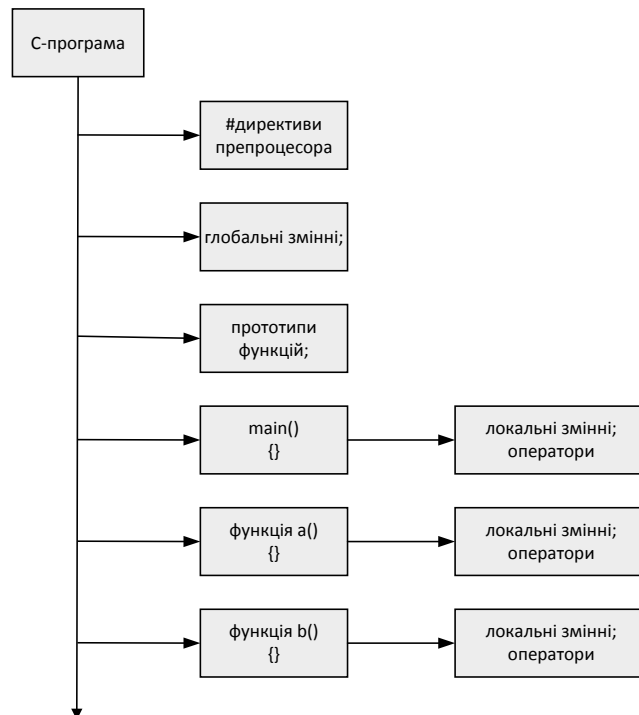 С-програма
#директиви
препроцесора
глобальні змінні;
прототипи
функцій;
main()
{}
локальні змінні;
оператори
функція a()
{}
локальні змінні;
оператори
функція b()
{}
локальні змінні;
оператори